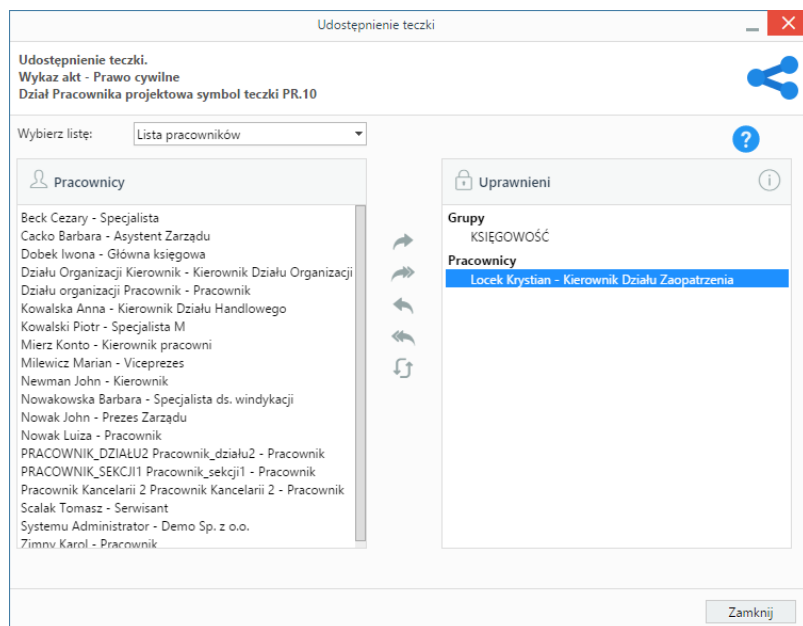 Udostępnienie teczki
Udostępnienie teczki.
Wykaz akt - Prawo cywilne
Dział Pracownika projektowa symbol teczki PR.10
Wybierz listę:
Lista pracowników
?
Pracownicy
Beck Cezary - Specjalista
Cacko Barbara - Asystent Zarządu
Dobek Iwona - Główna księgowa
Działu Organizacji Kierownik - Kierownik Działu Organizacji
Działu organizacji Pracownik - Pracownik
Kowalska Anna - Kierownik Działu Handlowego
Kowalski Piotr - Specjalista M
Mierz Konto - Kierownik pracowni
Milewicz Marian - Viceprezes
Newman John - Kierownik
Nowakowska Barbara - Specjalista ds. windykacji
Nowak John - Prezes Zarządu
Nowak Luiza - Pracownik
PRACOWNIK_DZIAŁU2 Pracownik_działu2 - Pracownik
PRACOWNIK_SEKCJI1 Pracownik_sekcji1 - Pracownik
Pracownik Kancelarii 2 Pracownik Kancelarii 2 - Pracownik
Scalak Tomasz - Serwisant
Systemu Administrator - Demo Sp. z o.o.
Zimny Karol - Pracownik
Uprawnieni
i
Grupy
KSIĘGOWOŚĆ
Pracownicy
Locek Krystian - Kierownik Działu Zaopatrzenia
Zamknij